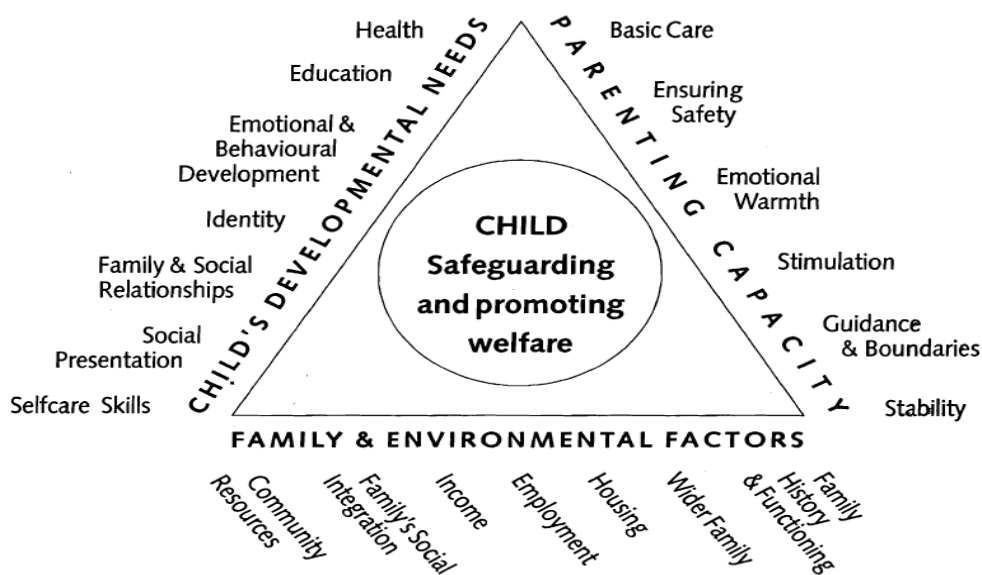 Health
Education
Emotional &
Behavioural
Development
Identity
Family & Social
Relationships
Social
Presentation
Selfcare Skills
CHILD'S DEVELOPMENTAL NEEDS
CHILD
Safeguarding
and promoting
welfare
PARENTING CAPACITY
Basic Care
Ensuring
Safety
Emotional
Warmth
Stimulation
Guidance
& Boundaries
Stability
FAMILY & ENVIRONMENTAL FACTORS
Community
Resources
Family's Social
Integration
Income
Employment
Housing
Wider Family
Family
History
& Functioning